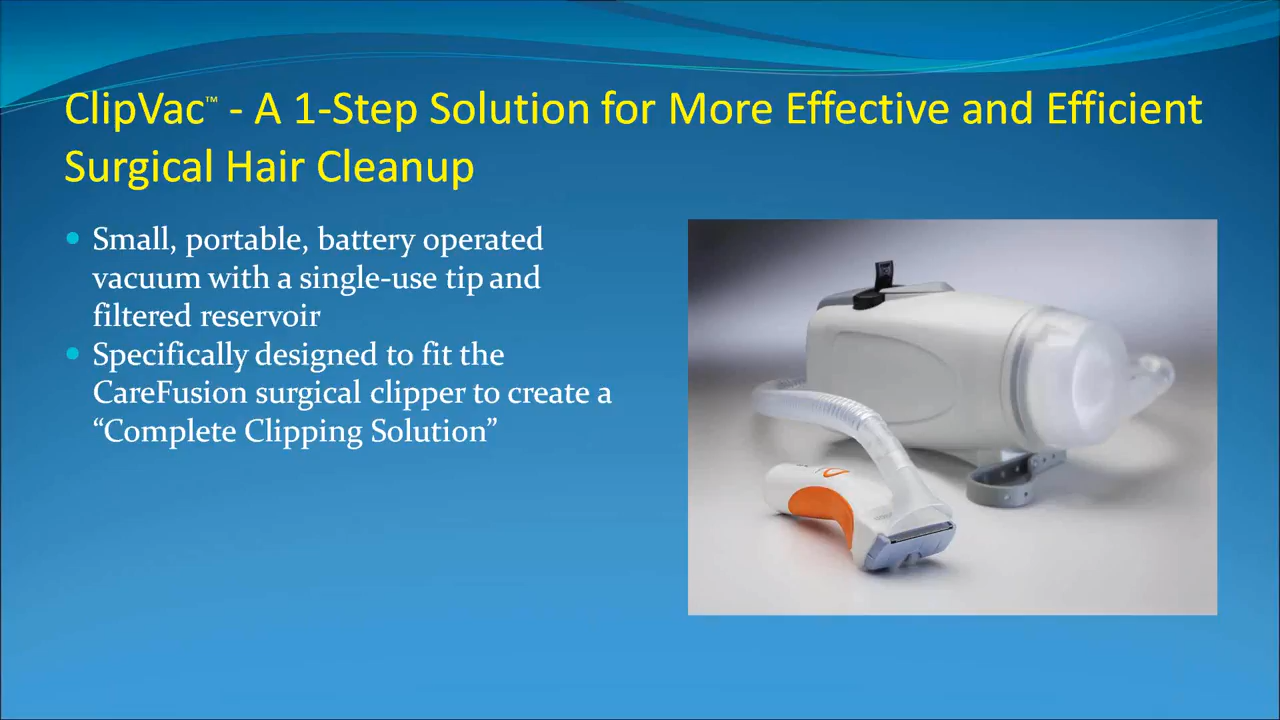 ClipVac™ - A 1-Step Solution for More Effective and Efficient
Surgical Hair Cleanup
• Small, portable, battery operated
vacuum with a single-use tip and
filtered reservoir
• Specifically designed to fit the
CareFusion surgical clipper to create a
“Complete Clipping Solution”